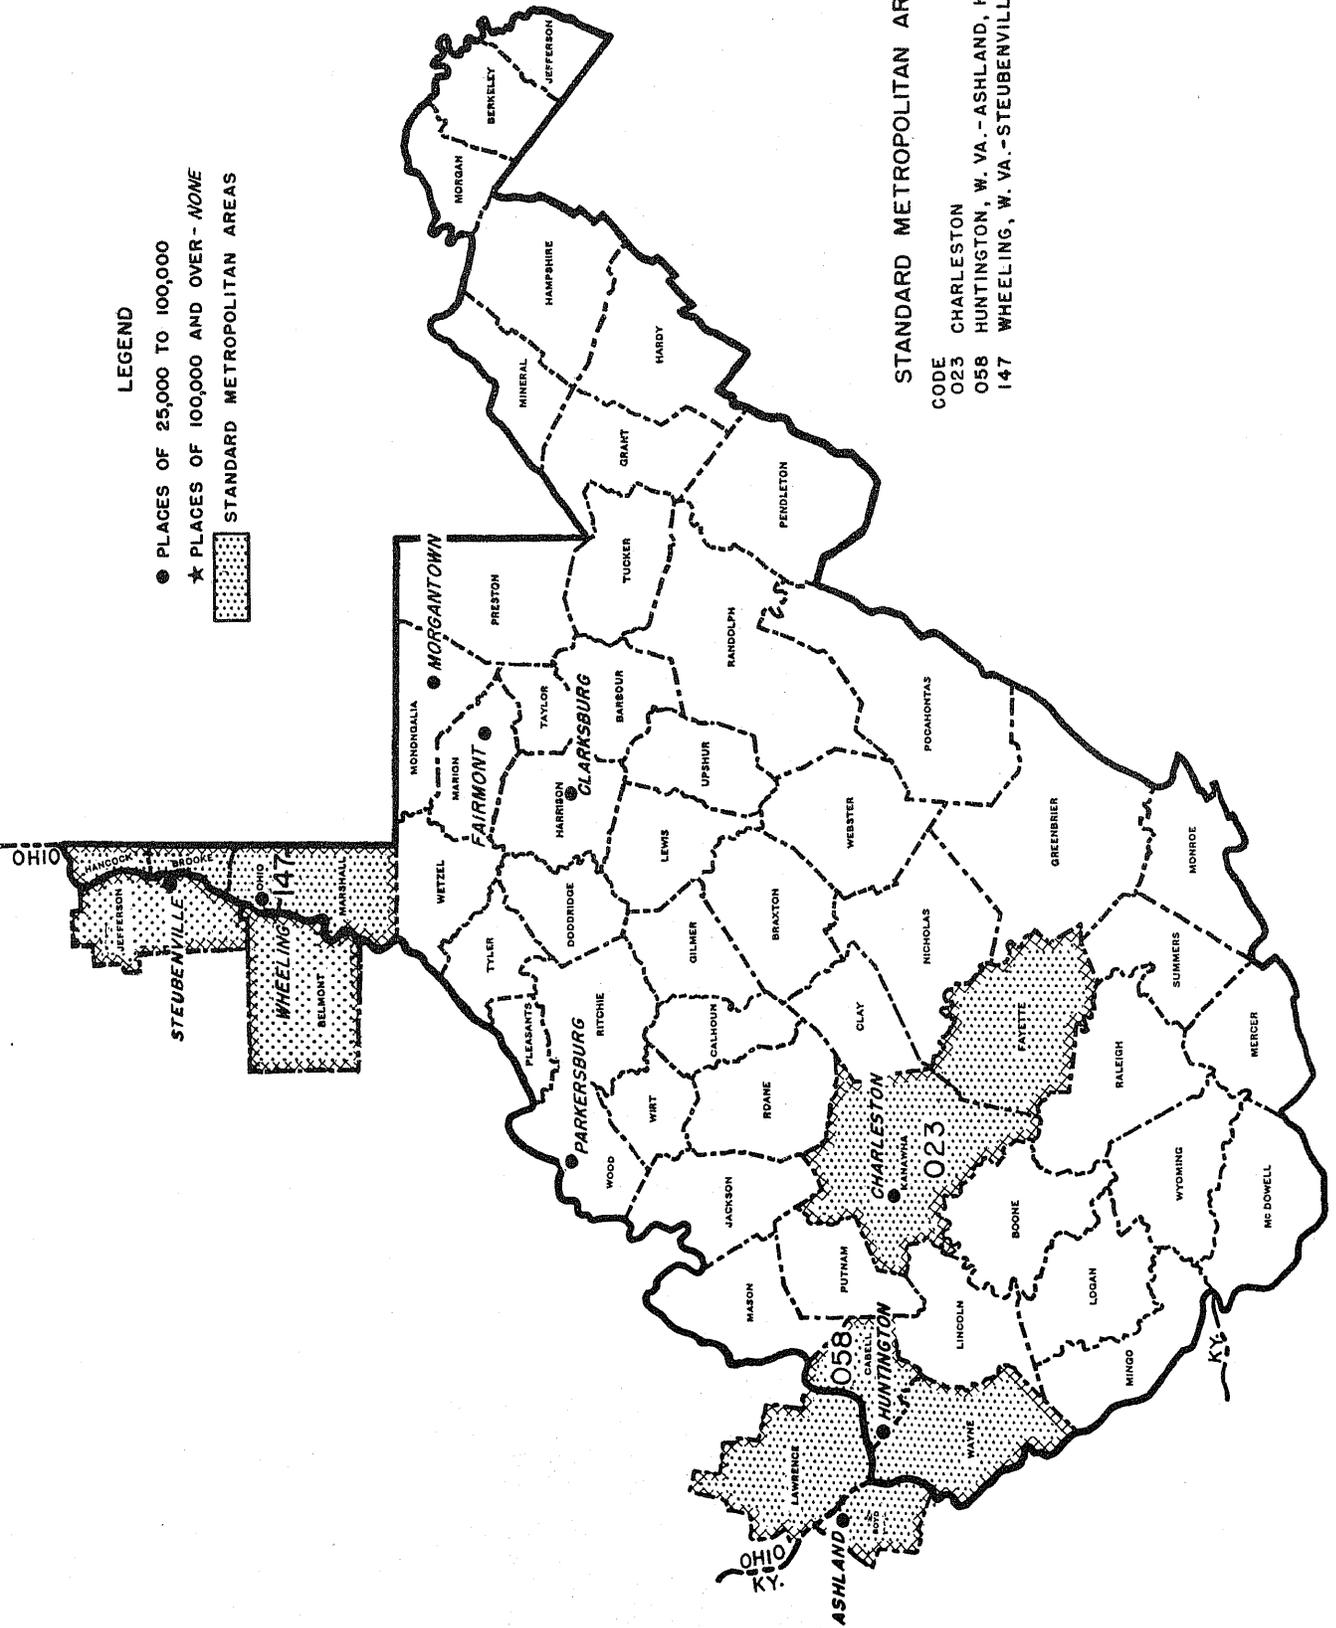 LEGEND
● PLACES OF 25,000 TO 100,000
★ PLACES OF 100,000 AND OVER-NONE
STANDARD METROPOLITAN AREAS
STANDARD METROPOLITAN AR
CODE
023 CHARLESTON
058 HUNTINGTON, W. VA.-ASHLAND, K
147 WHEELING, W. VA.-STEUBENVILL
OHIO
HANCOCK
BROOKE
JEFFERSON
STEUBENVILLE
OHIO
WHEELING
147
MARSHALL
BELMONT
WETZEL
MONONGALIA
MORGANTOWN
MARION
FAIRMONT
PRESTON
TAYLOR
HARRISON
CLARKSBURG
BARBOUR
TUCKER
GRANT
MINERAL
HAMPSHIRE
HARDY
MORGAN
BERKELEY
JEFFERSON
PENDLETON
RANDOLPH
UPSHUR
LEWIS
DODDRIDGE
TYLER
PLEASANTS
RITCHIE
PARKERSBURG
WOOD
WIRT
CALHOUN
GILMER
BRAXTON
WEBSTER
POCAHONTAS
GREENBRIER
NICHOLAS
CLAY
ROANE
JACKSON
MASON
PUTNAM
CHARLESTON
KANAWHA
023
FAYETTE
MONROE
SUMMERS
MERCER
RALEIGH
WYOMING
MC DOWELL
BOONE
LOGAN
MINGO
LINCOLN
058
CABELL
HUNTINGTON
WAYNE
LAWRENCE
BOYD
ASHLAND
OHIO
KY.
KY.